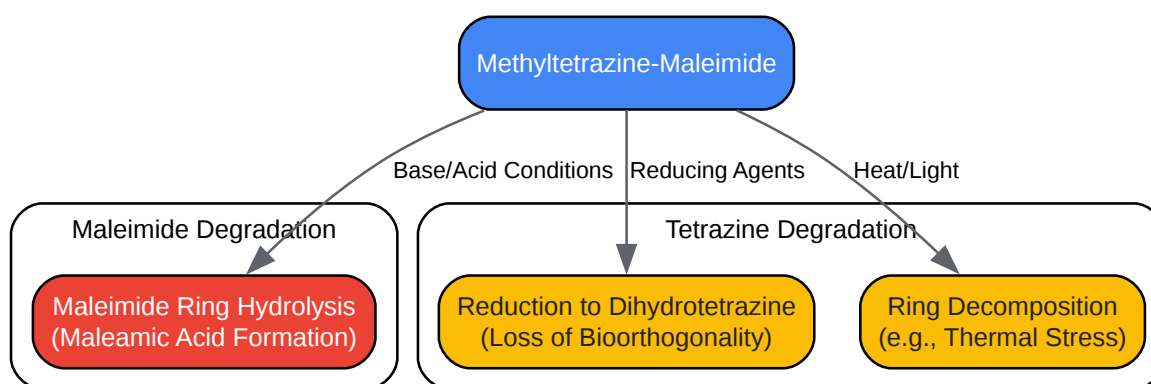 Methyltetrazine-Maleimide
Base/Acid Conditions
Reducing Agents
Heat/Light
Maleimide Degradation
Tetrazine Degradation
Maleimide Ring Hydrolysis
(Maleamic Acid Formation)
Reduction to Dihydrotetrazine
(Loss of Bioorthogonality)
Ring Decomposition
(e.g., Thermal Stress)